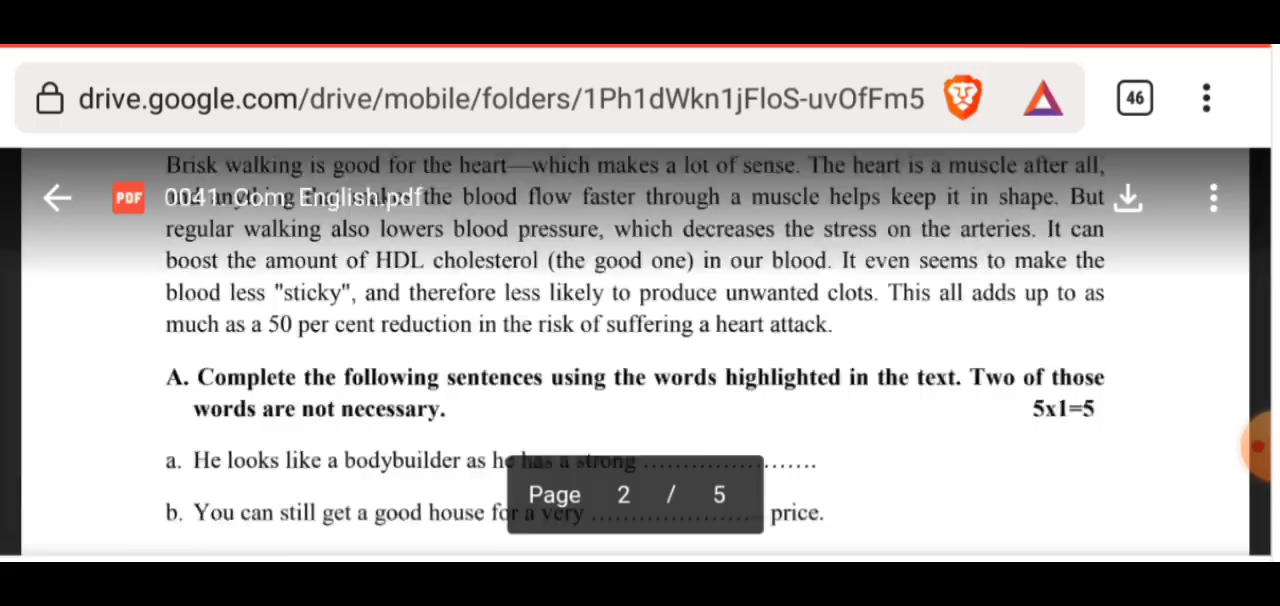 drive.google.com/drive/mobile/folders/1Ph1dWkn1jFloS-uvOfFm5
46
Brisk walking is good for the heart—which makes a lot of sense. The heart is a muscle after all,
PDF 0041 Com. English.pdf
the blood flow faster through a muscle helps keep it in shape. But
regular walking also lowers blood pressure, which decreases the stress on the arteries. It can
boost the amount of HDL cholesterol (the good one) in our blood. It even seems to make the
blood less "sticky", and therefore less likely to produce unwanted clots. This all adds up to as
much as a 50 per cent reduction in the risk of suffering a heart attack.
A. Complete the following sentences using the words highlighted in the text. Two of those
words are not necessary. 5x1=5
a. He looks like a bodybuilder as he has a strong ..............................
b. You can still get a good house for a very .............................. price.
Page 2 / 5